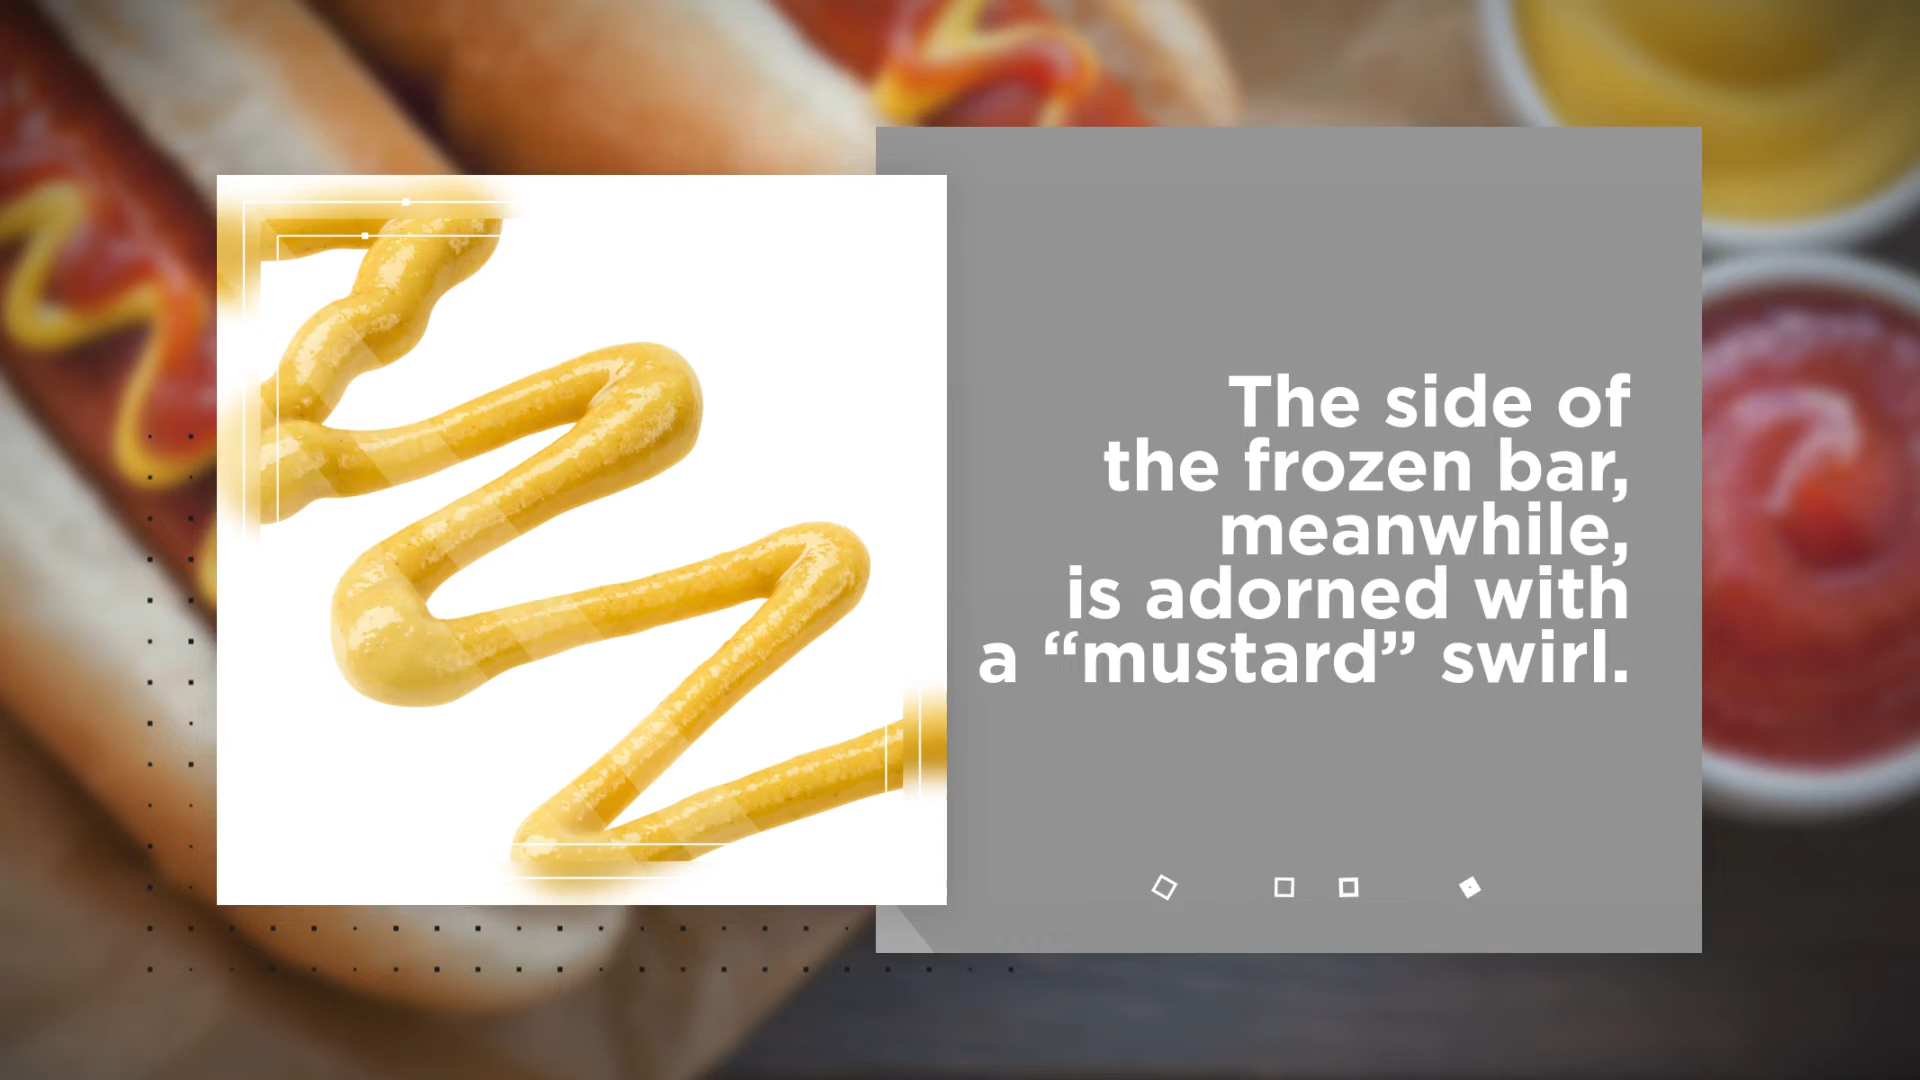 The side of
the frozen bar,
meanwhile,
is adorned with
a “mustard” swirl.